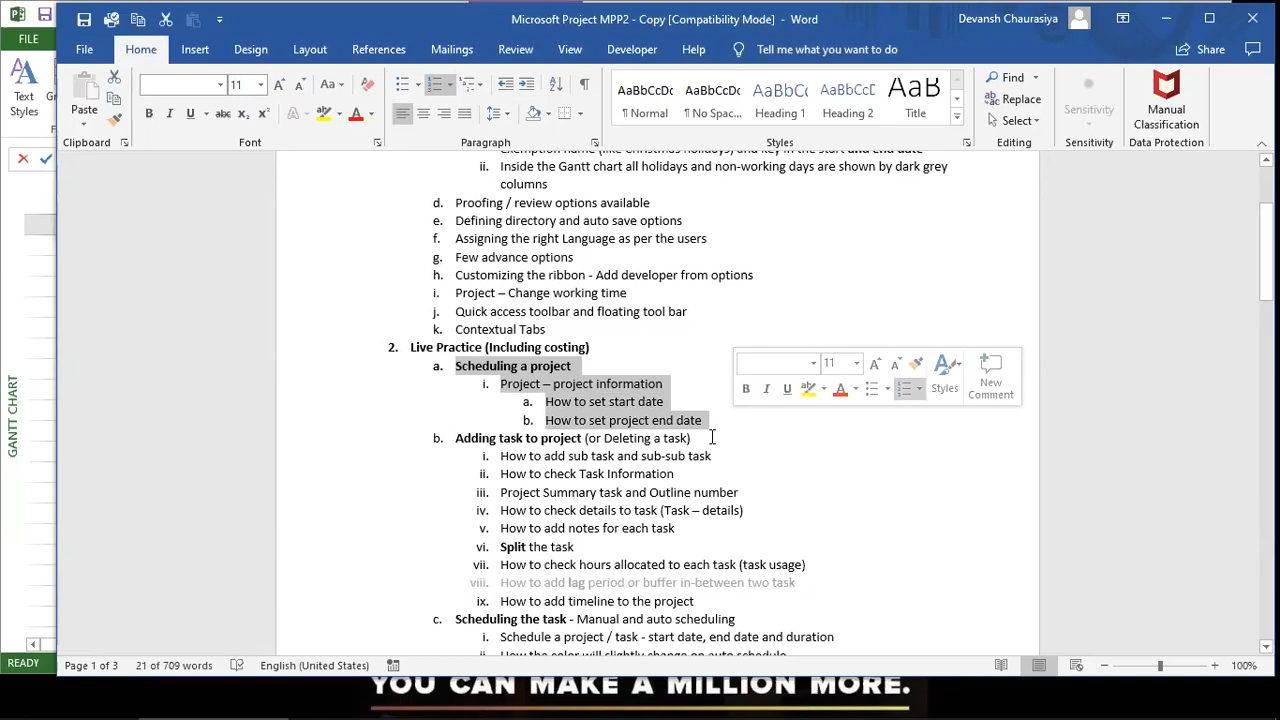 Microsoft Project MPP2 - Copy [Compatibility Mode] - Word
Devansh Chaurasiya
FILE
File Home Insert Design Layout References Mailings Review View Developer Help Tell me what you want to do Share
Text Styles
Paste
Clipboard
11
Aa
Font
Paragraph
AaBbCcDc AaBbCcDc AaBbCc AaBbCcD AaB
¶ Normal ¶ No Spac... Heading 1 Heading 2 Title
Styles
Find
Replace
Select
Editing
Sensitivity
Sensitivity
Manual Classification
Data Protection
Exemption name (like Christmas holidays) and key in the start and end date
ii. Inside the Gantt chart all holidays and non-working days are shown by dark grey
columns
d. Proofing / review options available
e. Defining directory and auto save options
f. Assigning the right Language as per the users
g. Few advance options
h. Customizing the ribbon - Add developer from options
i. Project – Change working time
j. Quick access toolbar and floating tool bar
k. Contextual Tabs
2. Live Practice (Including costing)
a. Scheduling a project
i. Project – project information
a. How to set start date
b. How to set project end date
11
Styles
New Comment
b. Adding task to project (or Deleting a task)
i. How to add sub task and sub-sub task
ii. How to check Task Information
iii. Project Summary task and Outline number
iv. How to check details to task (Task – details)
v. How to add notes for each task
vi. Split the task
vii. How to check hours allocated to each task (task usage)
viii. How to add lag period or buffer in-between two task
ix. How to add timeline to the project
c. Scheduling the task - Manual and auto scheduling
i. Schedule a project / task - start date, end date and duration
ii. How the color will slightly change on auto schedule
GANTT CHART
READY
Page 1 of 3 21 of 709 words English (United States) 100%
YOU CAN MAKE A MILLION MORE.